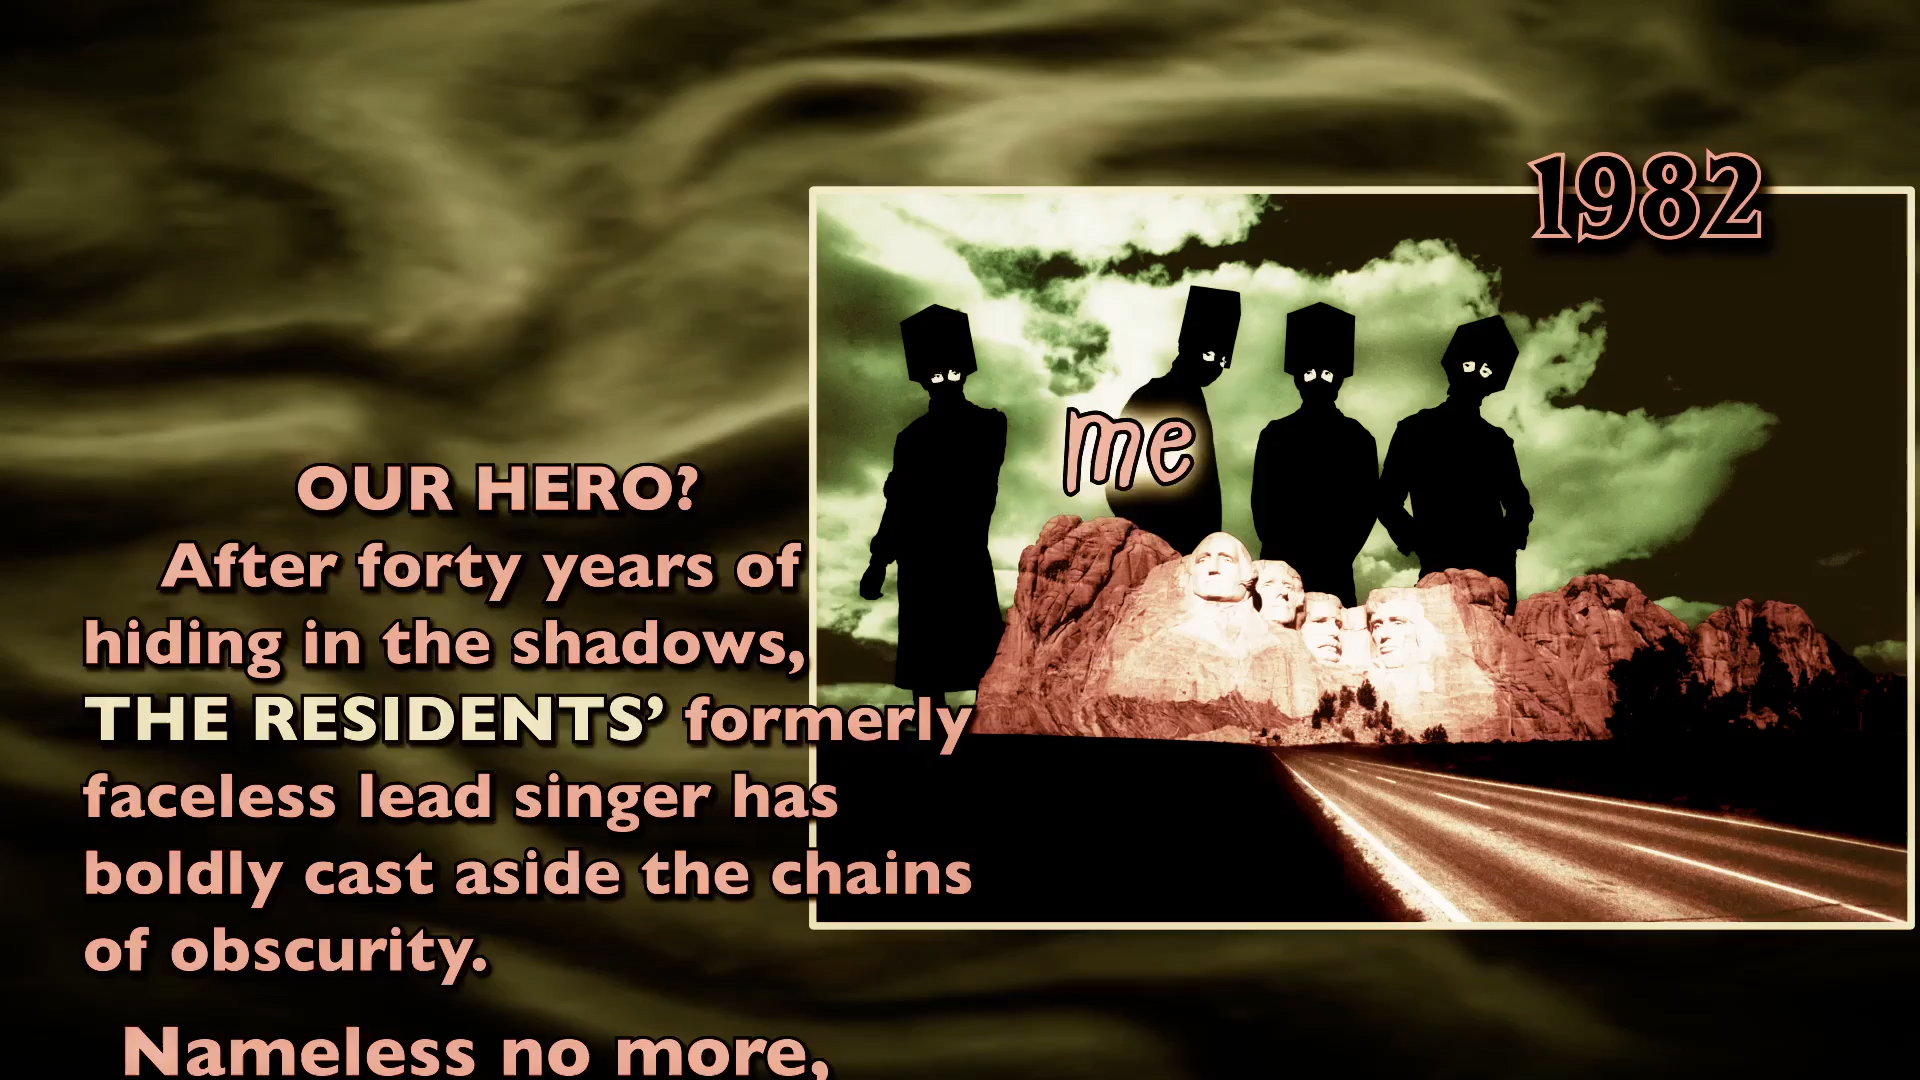 1982
me
OUR HERO?
After forty years of
hiding in the shadows,
THE RESIDENTS’ formerly
faceless lead singer has
boldly cast aside the chains
of obscurity.
Nameless no more,